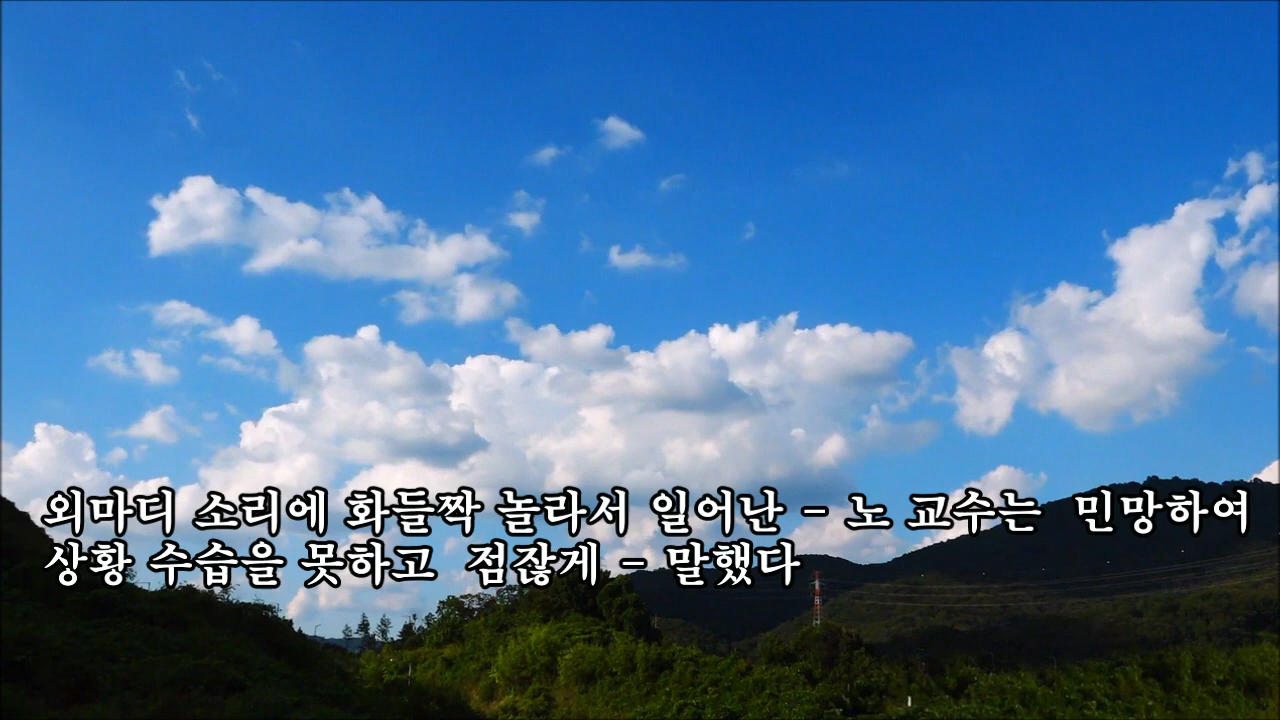 외마디 소리에 화들짝 놀라서 일어난 - 노 교수는  민망하여
상황 수습을 못하고  점잖게 - 말했다